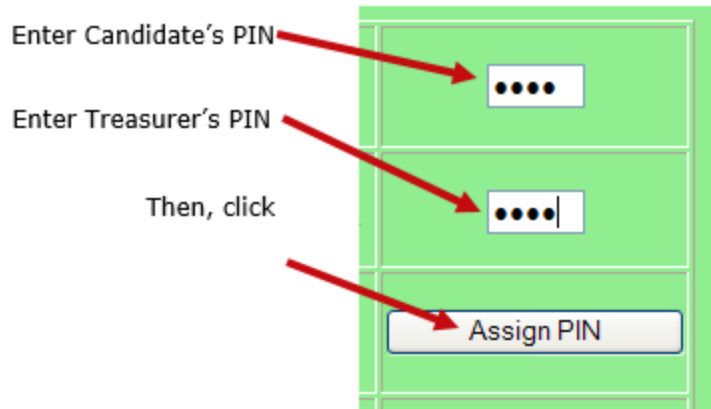 Enter Candidate's PIN
••••
Enter Treasurer's PIN
••••
Then, click
Assign PIN